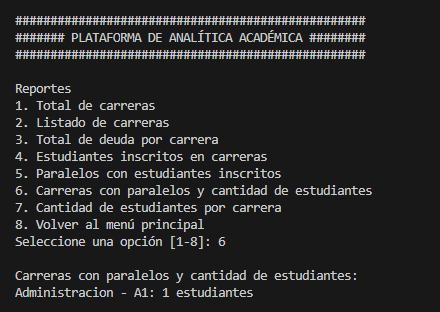 ##################################################
####### PLATAFORMA DE ANALÍTICA ACADÉMICA ########
##################################################
Reportes
1. Total de carreras
2. Listado de carreras
3. Total de deuda por carrera
4. Estudiantes inscritos en carreras
5. Paralelos con estudiantes inscritos
6. Carreras con paralelos y cantidad de estudiantes
7. Cantidad de estudiantes por carrera
8. Volver al menú principal
Seleccione una opción [1-8]: 6
Carreras con paralelos y cantidad de estudiantes:
Administracion - A1: 1 estudiantes